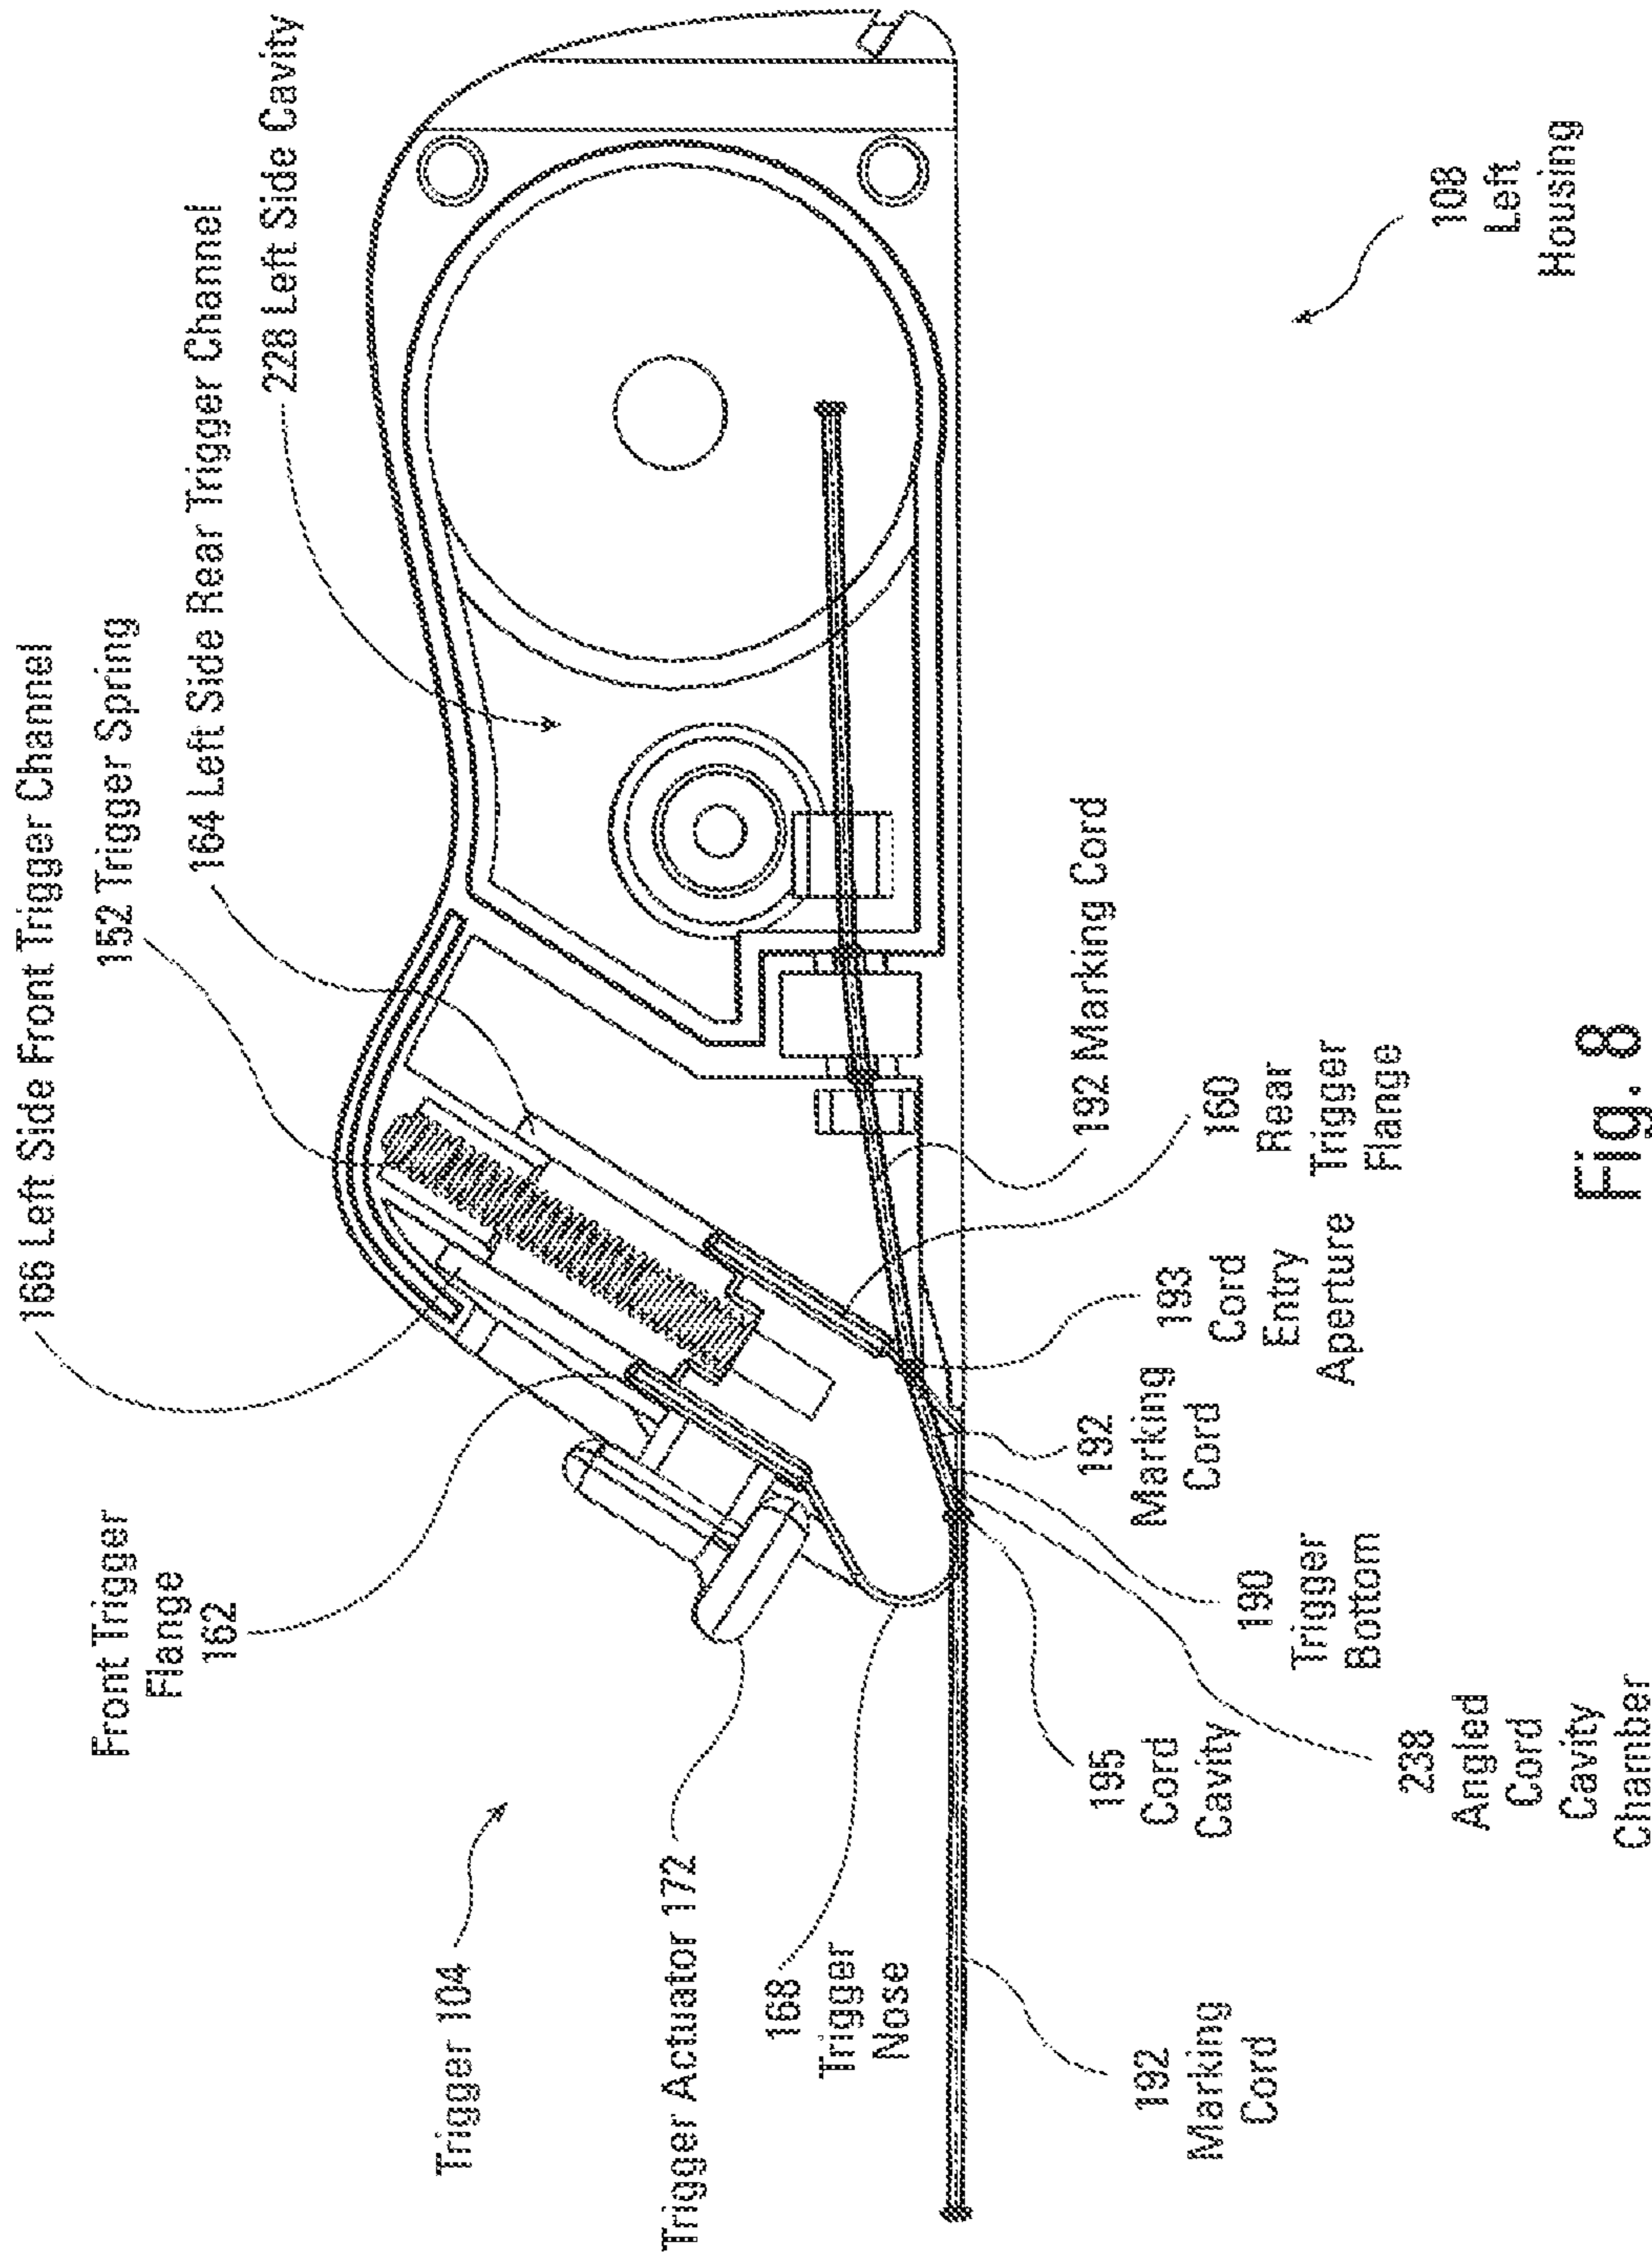 166 Left Side Front Trigger Channel
152 Trigger Spring
164 Left Side Rear Trigger Channel
228 Left Side Cavity
Front Trigger
Flange
162
Trigger 104
Trigger Actuator 172
168
Trigger
Nose
192
Marking
Cord
195
Cord
Cavity
238
Angled
Cord
Cavity
Chamber
190
Trigger
Bottom
192
Marking
Cord
193
Cord
Entry
Aperture
160
Rear
Trigger
Flange
192 Marking Cord
108
Left
Housing
Fig. 8